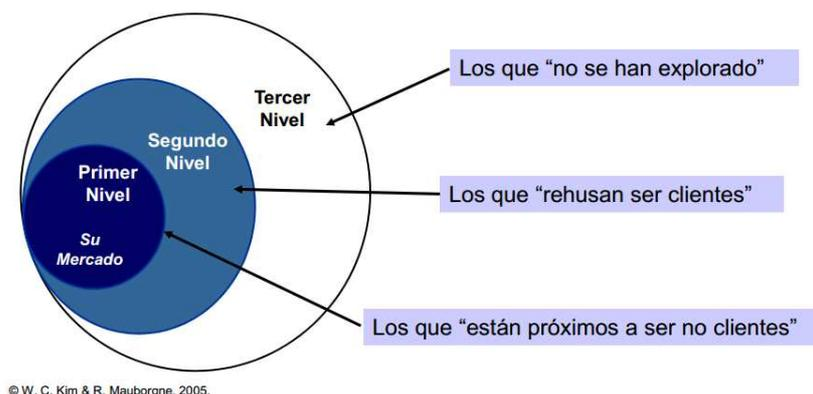 Los que “no se han explorado”
Tercer
Nivel
Segundo
Nivel
Primer
Nivel
Los que “rehusan ser clientes”
Su
Mercado
Los que “están próximos a ser no clientes”
© W. C. Kim & R. Mauborgne, 2005.